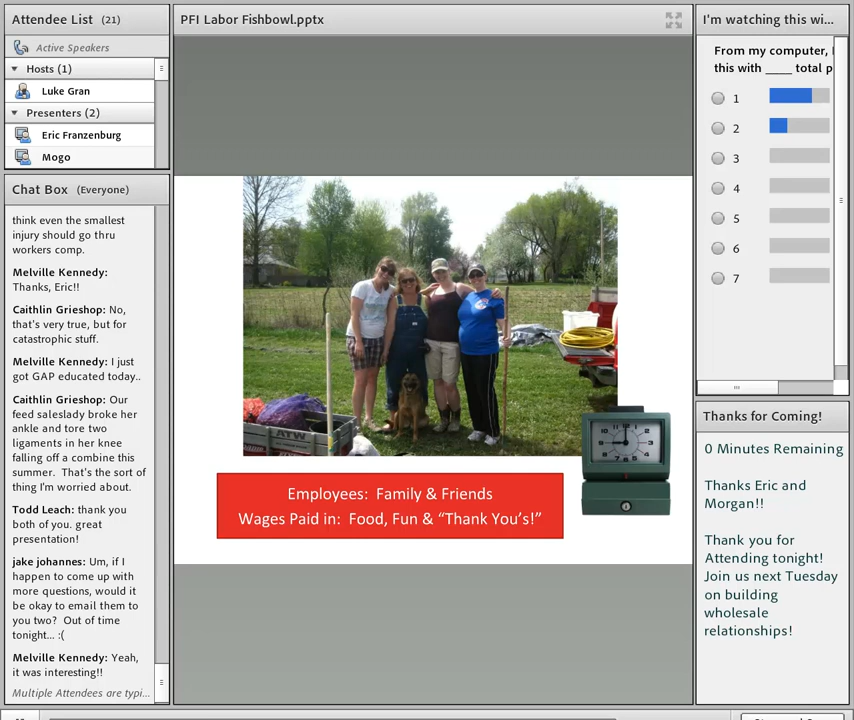 Attendee List (21)
Active Speakers
Hosts (1)
Luke Gran
Presenters (2)
Eric Franzenburg
Mogo
Chat Box (Everyone)
think even the smallest
injury should go thru
workers comp.
Melville Kennedy:
Thanks, Eric!!
Caitlin Grieshop: No,
that's very true, but for
catastrophic stuff.
Melville Kennedy: I just
got GAP educated today..
Caitlin Grieshop: Our
feed saleslady broke her
ankle and tore two
ligaments in her knee
falling off a combine this
summer. That's the sort of
thing I'm worried about.
Todd Leach: thank you
both of you. great
presentation!
jake johannes: Um, if I
happen to come up with
more questions, would it
be okay to email them to
you two? Out of time
tonight... :(
Melville Kennedy: Yeah,
it was interesting!!
Multiple Attendees are typi...
PFI Labor Fishbowl.pptx
ATW
Employees: Family & Friends
Wages Paid in: Food, Fun & “Thank You’s!”
I'm watching this wi...
From my computer,
this with ____ total p
1
2
3
4
5
6
7
Thanks for Coming!
0 Minutes Remaining
Thanks Eric and
Morgan!!
Thank you for
Attending tonight!
Join us next Tuesday
on building
wholesale
relationships!